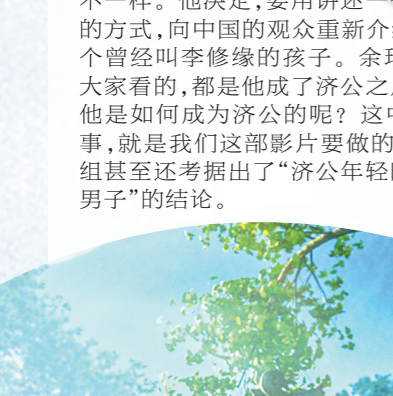 不一样。他决定,要用讲述一
的方式,向中国的观众重新介
个曾经叫李修缘的孩子。余
大家看的,都是他成了济公之
他是如何成为济公的呢？这
事,就是我们这部影片要做的
组甚至还考据出了“济公年轻
男子”的结论。